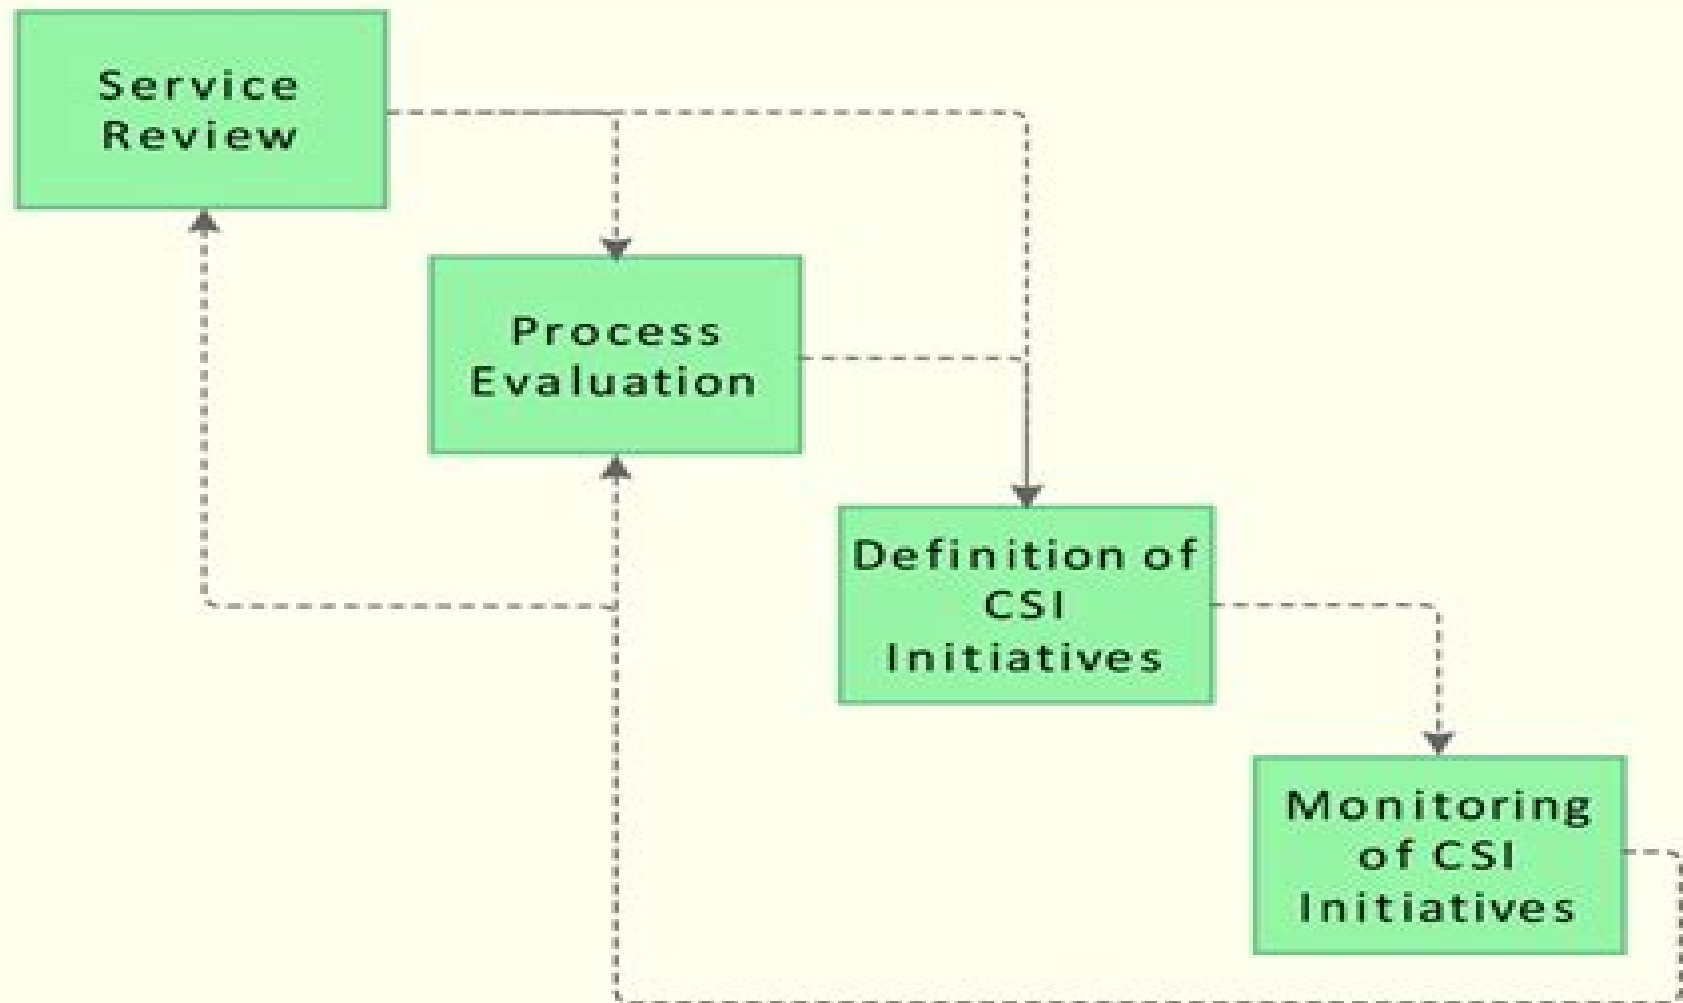 Service
Review
Process
Evaluation
Definition of
CSI
Initiatives
Monitoring
of CSI
Initiatives